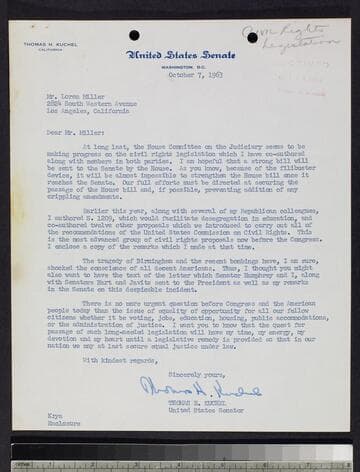 THOMAS H. KUCHEL
CALIFORNIA
Civil Rights
Legislation
United States Senate
WASHINGTON, D.C.
October 7, 1963
Mr. Loren Miller
2824 South Western Avenue
Los Angeles, California
Dear Mr. Miller:
At long last, the House Committee on the Judiciary seems to be
making progress on the civil rights legislation which I have co-authored
along with members in both parties. I am hopeful that a strong bill will
be sent to the Senate by the House. As you know, because of the filibuster
device, it will be almost impossible to strengthen the House bill once it
reaches the Senate. Our full efforts must be directed at securing the
passage of the House bill and, if possible, preventing addition of any
crippling amendments.
Earlier this year, along with several of my Republican colleagues,
I authored S. 1209, which would facilitate desegregation in education, and
co-authored twelve other proposals which we introduced to carry out all of
the recommendations of the United States Commission on Civil Rights. This
is the most advanced group of civil rights proposals now before the Congress.
I enclose a copy of the remarks which I made at that time.
The tragedy of Birmingham and the recent bombings have, I am sure,
shocked the conscience of all decent Americans. Thus, I thought you might
also want to have the text of the letter which Senator Humphrey and I, along
with Senators Hart and Javits sent to the President as well as my remarks
in the Senate on this despicable incident.
There is no more urgent question before Congress and the American
people today than the issue of equality of opportunity for all our fellow
citizens whether it be voting, jobs, education, housing, public accommodations,
or the administration of justice. I want you to know that the quest for
passage of such long-needed legislation will have my time, my energy, my
devotion and my heart until a legislative remedy is provided so that in our
nation we may at last secure equal justice under law.
With kindest regards,
Sincerely yours,
Thomas H. Kuchel
THOMAS H. KUCHEL
United States Senator
K:yn
Enclosure